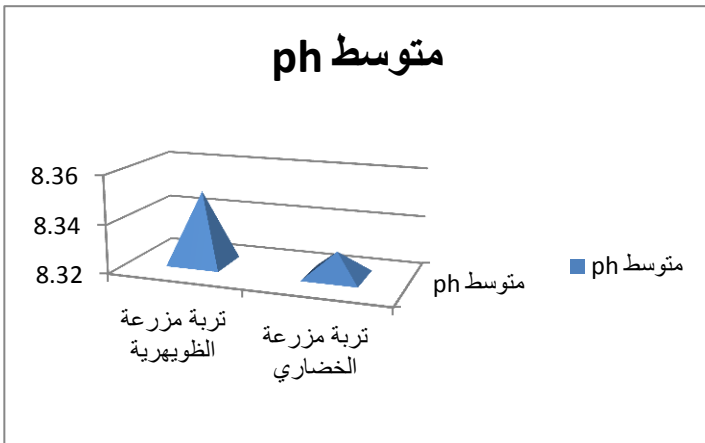 متوسط ph
8.36
8.34
8.32
تربة مزرعة
الظويهرية
تربة مزرعة
الخضاري
متوسط ph
متوسط ph